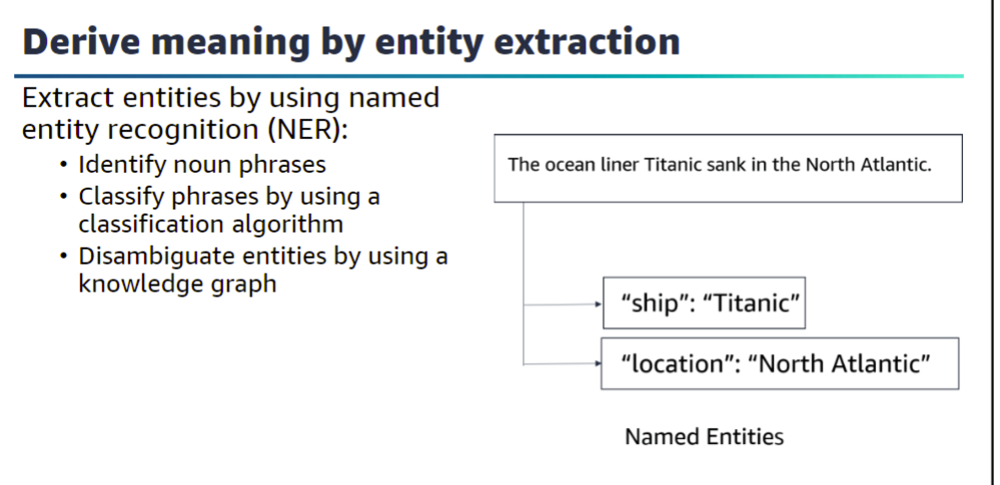 Derive meaning by entity extraction
Extract entities by using named
entity recognition (NER):
• Identify noun phrases
• Classify phrases by using a
classification algorithm
• Disambiguate entities by using a
knowledge graph
The ocean liner Titanic sank in the North Atlantic.
“ship”: “Titanic”
“location”: “North Atlantic”
Named Entities